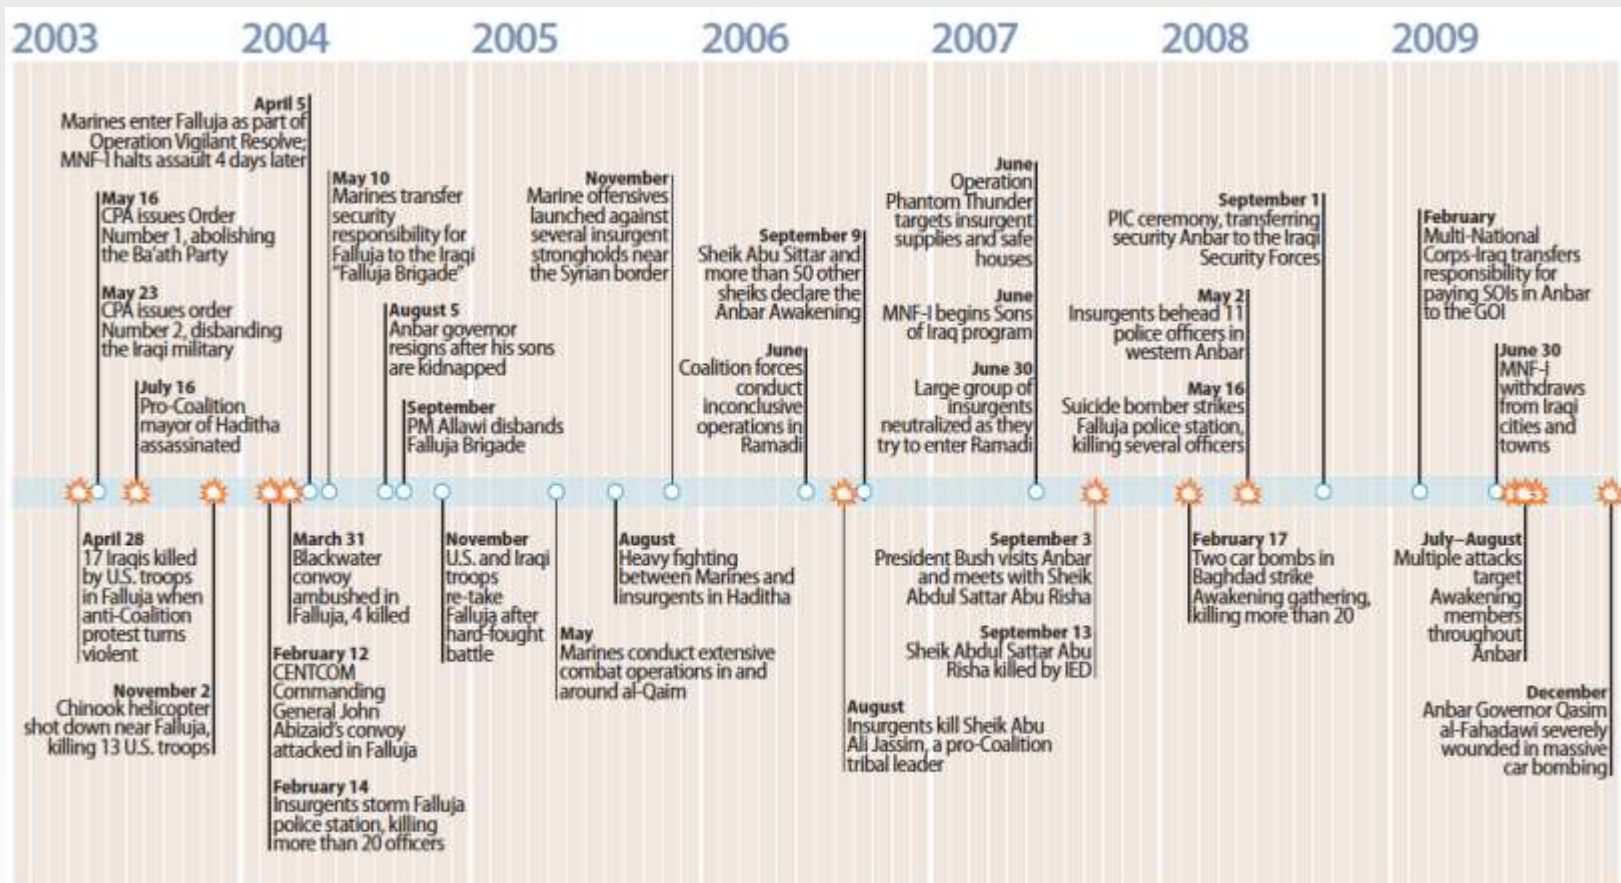 2003 2004 2005 2006 2007 2008 2009
April 5
Marines enter Falluja as part of
Operation Vigilant Resolve;
MNF-I halts assault 4 days later
May 16
CPA issues Order
Number 1, abolishing
the Ba'ath Party
May 23
CPA issues order
Number 2, disbanding
the Iraqi military
July 16
Pro-Coalition
mayor of Haditha
assassinated
May 10
Marines transfer
security
responsibility for
Falluja to the Iraqi
"Falluja Brigade"
August 5
Anbar governor
resigns after his sons
are kidnapped
September
PM Allawi disbands
Falluja Brigade
November
Marine offensives
launched against
several insurgent
strongholds near
the Syrian border
September 9
Sheik Abu Sittar and
more than 50 other
sheiks declare the
Anbar Awakening
June
Coalition forces
conduct
inconclusive
operations in
Ramadi
June
Operation
Phantom Thunder
targets insurgent
supplies and safe
houses
June
MNF-I begins Sons
of Iraq program
June 30
Large group of
insurgents
neutralized as they
try to enter Ramadi
September 1
PIC ceremony, transferring
security Anbar to the Iraqi
Security Forces
May 2
Insurgents behead 11
police officers in
western Anbar
May 16
Suicide bomber strikes
Falluja police station,
killing several officers
February
Multi-National
Corps-Iraq transfers
responsibility for
paying SOIs in Anbar
to the GOI
June 30
MNF-I
withdraws
from Iraqi
cities and
towns
April 28
17 Iraqis killed
by U.S. troops
in Falluja when
anti-Coalition
protest turns
violent
November 2
Chinook helicopter
shot down near Falluja,
killing 13 U.S. troops
March 31
Blackwater
convoy
ambushed in
Falluja, 4 killed
February 12
CENTCOM
Commanding
General John
Abizaid's convoy
attacked in Falluja
February 14
Insurgents storm Falluja
police station, killing
more than 20 officers
November
U.S. and Iraqi
troops
re-take
Falluja after
hard-fought
battle
May
Marines conduct extensive
combat operations in and
around al-Qaim
August
Heavy fighting
between Marines and
insurgents in Haditha
August
Insurgents kill Sheik Abu
Ali Jassim, a pro-Coalition
tribal leader
September 3
President Bush visits Anbar
and meets with Sheik
Abdul Sattar Abu Risha
September 13
Sheik Abdul Sattar Abu
Risha killed by IED
February 17
Two car bombs in
Baghdad strike
Awakening gathering,
killing more than 20
July–August
Multiple attacks
target
Awakening
members
throughout
Anbar
December
Anbar Governor Qasim
al-Fahadawi severely
wounded in massive
car bombing